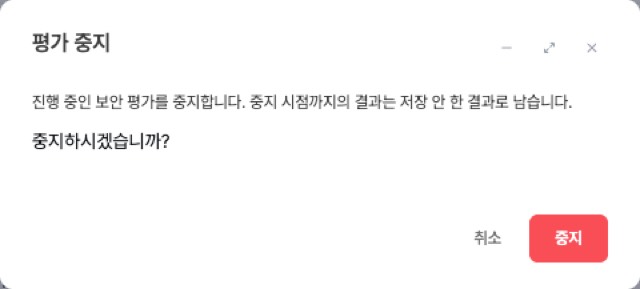 평가 중지
진행 중인 보안 평가를 중지합니다. 중지 시점까지의 결과는 저장 안 한 결과로 남습니다.
중지하시겠습니까?
취소
중지